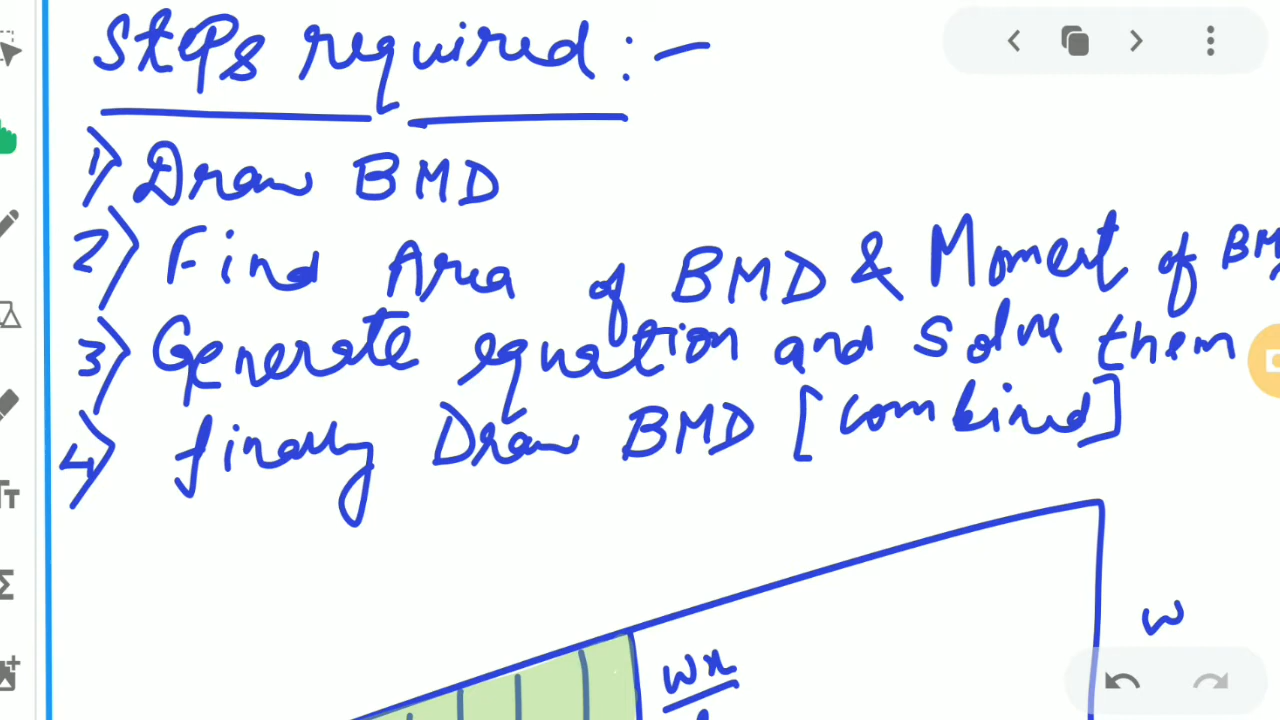 Steps required :-
1) Draw BMD
2) Find Area of BMD & Moment of BM
3) Generate equation and solve them
4) finally Draw BMD [combined]
w
wx